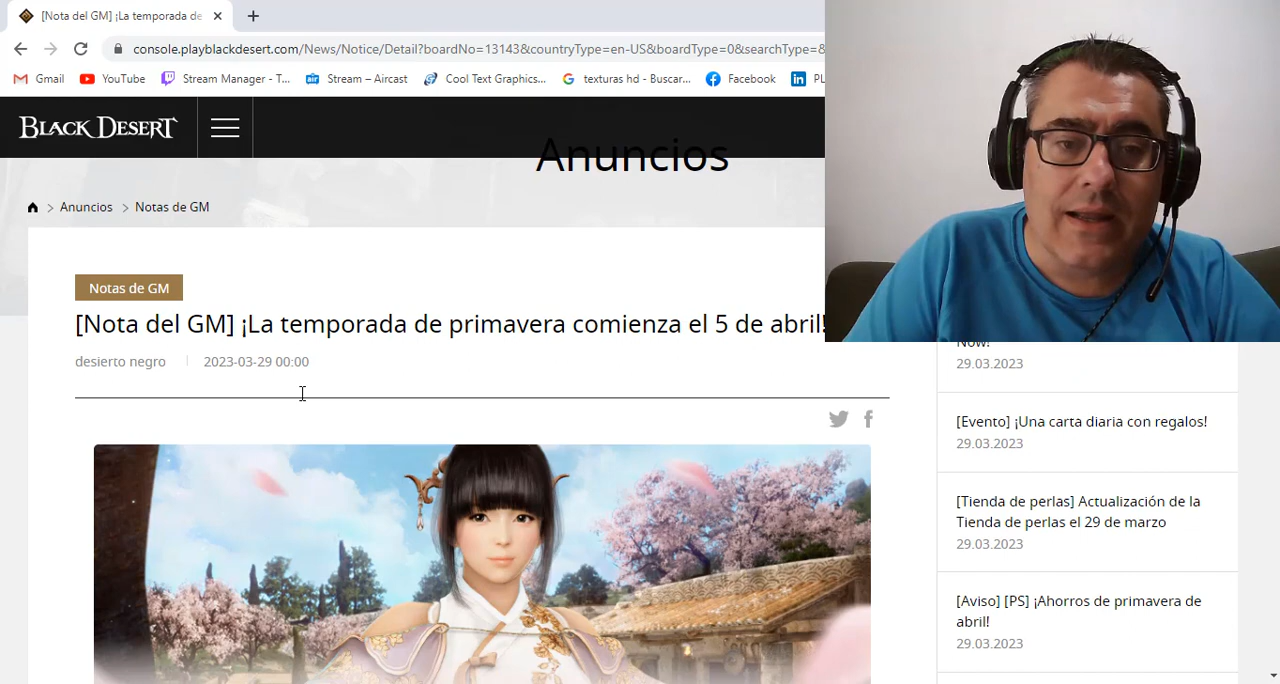 [Nota del GM] ¡La temporada de
console.playblackdesert.com/News/Notice/Detail?boardNo=13143&countryType=en-US&boardType=0&searchType=&
Gmail YouTube Stream Manager - T... Stream – Aircast Cool Text Graphics... texturas hd - Buscar... Facebook
BLACK DESERT
Anuncios
Anuncios > Notas de GM
Notas de GM
[Nota del GM] ¡La temporada de primavera comienza el 5 de abril!
desierto negro 2023-03-29 00:00
Now!
29.03.2023
[Evento] ¡Una carta diaria con regalos!
29.03.2023
[Tienda de perlas] Actualización de la
Tienda de perlas el 29 de marzo
29.03.2023
[Aviso] [PS] ¡Ahorros de primavera de
abril!
29.03.2023